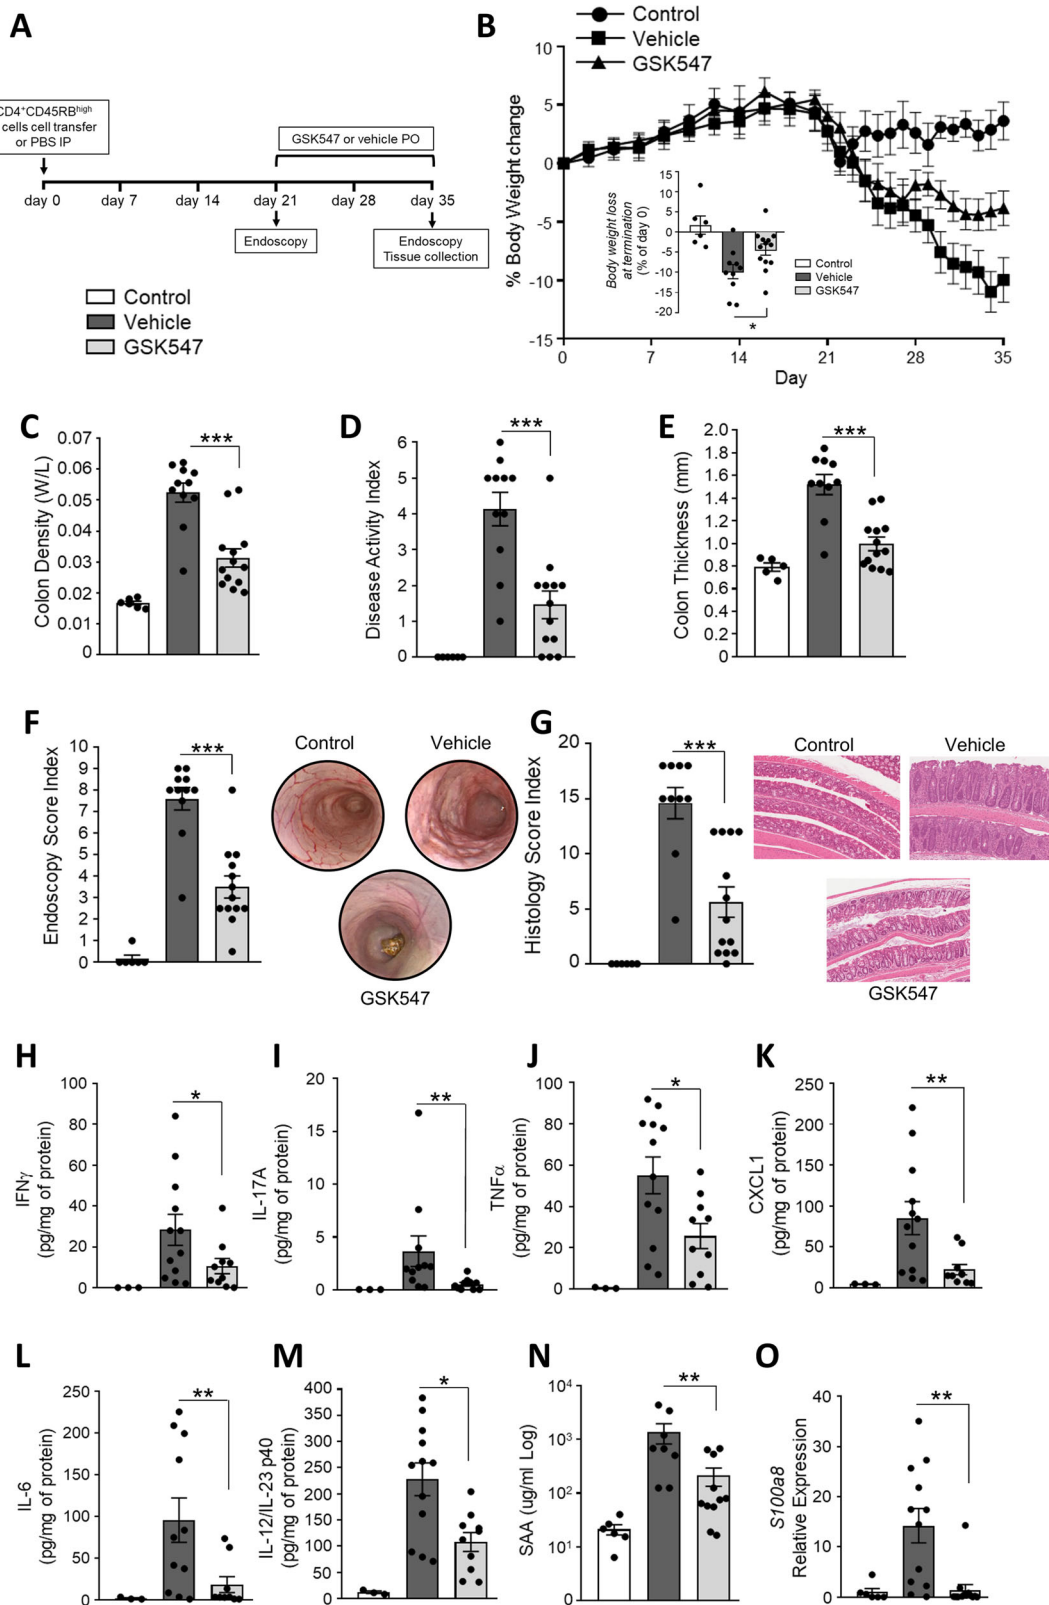 A
CD4+CD45RBhigh
cells cell transfer
or PBS IP
GSK547 or vehicle PO
day 0 day 7 day 14 day 21 day 28 day 35
Endoscopy
Endoscopy
Tissue collection
Control
Vehicle
GSK547
B
Control
Vehicle
GSK547
% Body Weight change
10
5
0
-5
-10
-15
0 7 14 21 28 35
Day
Body weight loss
at termination
(% of day 0)
15
10
5
0
-5
-10
-15
-20
*
Control
Vehicle
GSK547
C
Colon Density (W/L)
0.07
0.06
0.05
0.03
0.02
0.01
0
***
D
Disease Activity Index
6
5
4
3
2
1
0
***
E
Colon Thickness (mm)
2.0
1.8
1.6
1.4
1.2
1.0
0.8
0.6
0.4
0.2
0
***
F
Endoscopy Score Index
10
9
8
7
6
5
4
3
2
1
0
***
Control
Vehicle
GSK547
G
Histology Score Index
20
15
10
5
0
***
Control
Vehicle
GSK547
H
IFNγ
(pg/mg of protein)
100
80
60
40
20
0
*
I
IL-17A
(pg/mg of protein)
20
15
10
5
0
**
J
TNFα
(pg/mg of protein)
100
80
60
40
20
0
*
K
CXCL1
(pg/mg of protein)
250
200
150
100
50
0
**
L
IL-6
(pg/mg of protein)
250
200
150
100
50
0
**
M
IL-12/IL-23 p40
(pg/mg of protein)
400
350
300
250
200
150
100
50
0
*
N
SAA (ug/ml Log)
10⁴
10³
10²
10¹
0
**
O
S100a8
Relative Expression
40
30
20
10
0
**